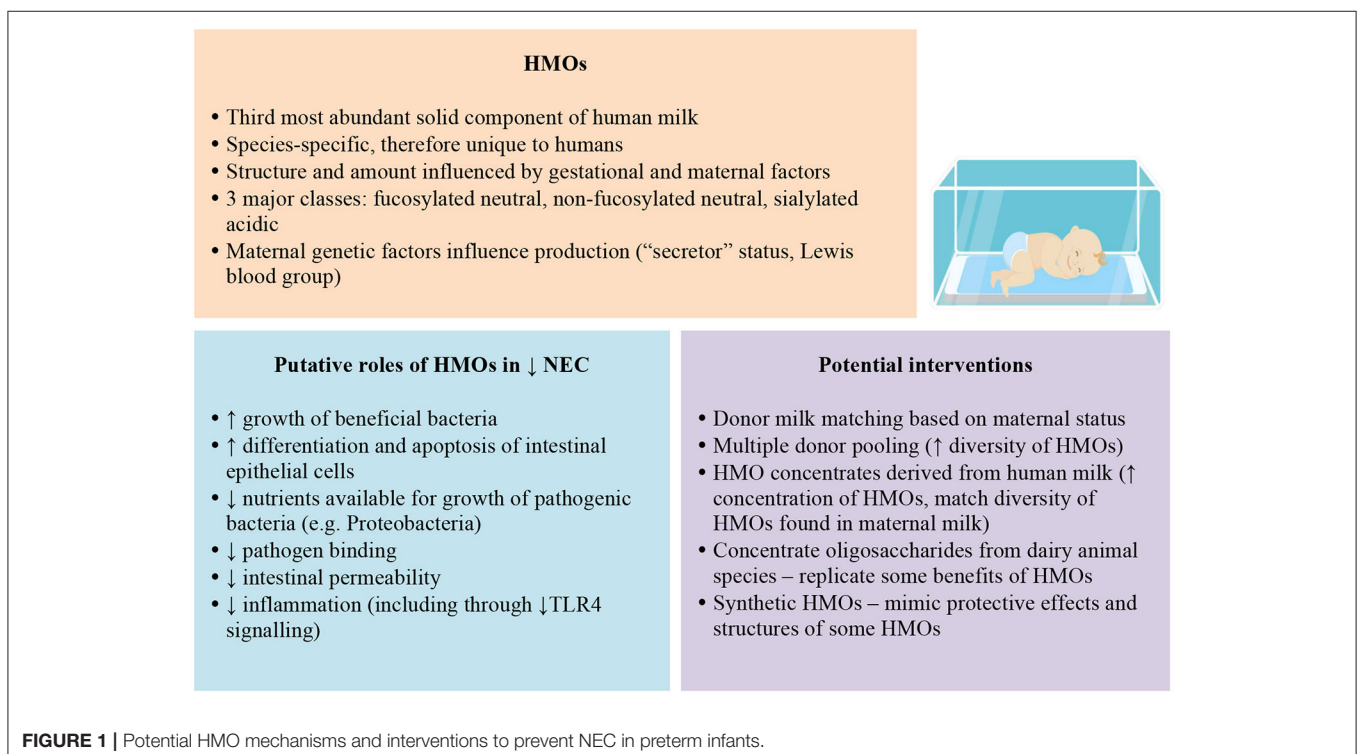 HMOs
• Third most abundant solid component of human milk
• Species-specific, therefore unique to humans
• Structure and amount influenced by gestational and maternal factors
• 3 major classes: fucosylated neutral, non-fucosylated neutral, sialylated
acidic
• Maternal genetic factors influence production (“secretor” status, Lewis
blood group)
Putative roles of HMOs in ↓ NEC
• ↑ growth of beneficial bacteria
• ↑ differentiation and apoptosis of intestinal
epithelial cells
• ↓ nutrients available for growth of pathogenic
bacteria (e.g. Proteobacteria)
• ↓ pathogen binding
• ↓ intestinal permeability
• ↓ inflammation (including through ↓TLR4
signalling)
Potential interventions
• Donor milk matching based on maternal status
• Multiple donor pooling (↑ diversity of HMOs)
• HMO concentrates derived from human milk (↑
concentration of HMOs, match diversity of
HMOs found in maternal milk)
• Concentrate oligosaccharides from dairy animal
species – replicate some benefits of HMOs
• Synthetic HMOs – mimic protective effects and
structures of some HMOs
FIGURE 1 | Potential HMO mechanisms and interventions to prevent NEC in preterm infants.